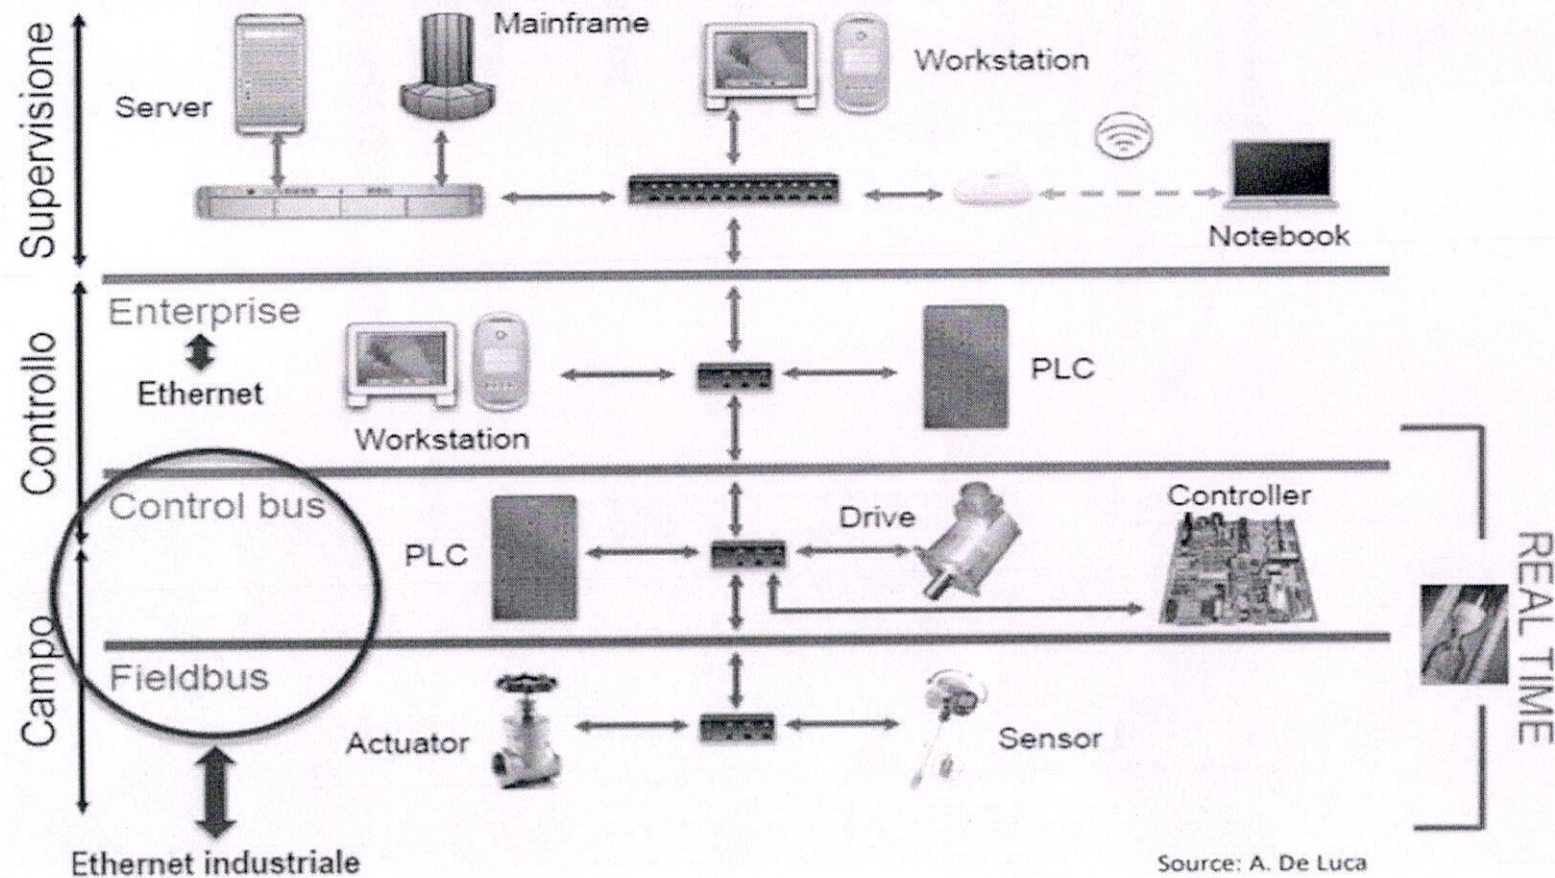 Supervisione
Server
Mainframe
Workstation
Notebook
Controllo
Enterprise
Ethernet
Workstation
PLC
Control bus
PLC
Drive
Controller
REAL TIME
Campo
Fieldbus
Actuator
Sensor
Ethernet industriale
Source: A. De Luca